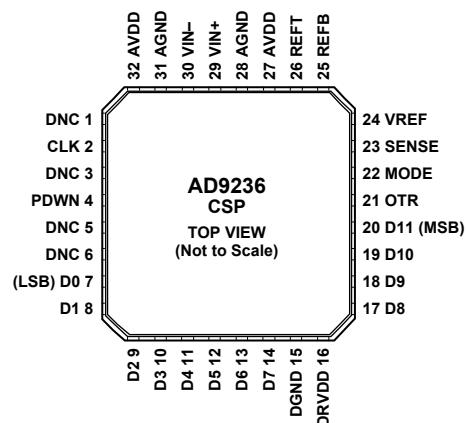 32 AVDD
31 AGND
30 VIN–
29 VIN+
28 AGND
27 AVDD
26 REFT
25 REFB
DNC 1
CLK 2
DNC 3
PDWN 4
DNC 5
DNC 6
(LSB) D0 7
D1 8
AD9236
CSP
TOP VIEW
(Not to Scale)
24 VREF
23 SENSE
22 MODE
21 OTR
20 D11 (MSB)
19 D10
18 D9
17 D8
D2 9
D3 10
D4 11
D5 12
D6 13
D7 14
DGND 15
DRVDD 16